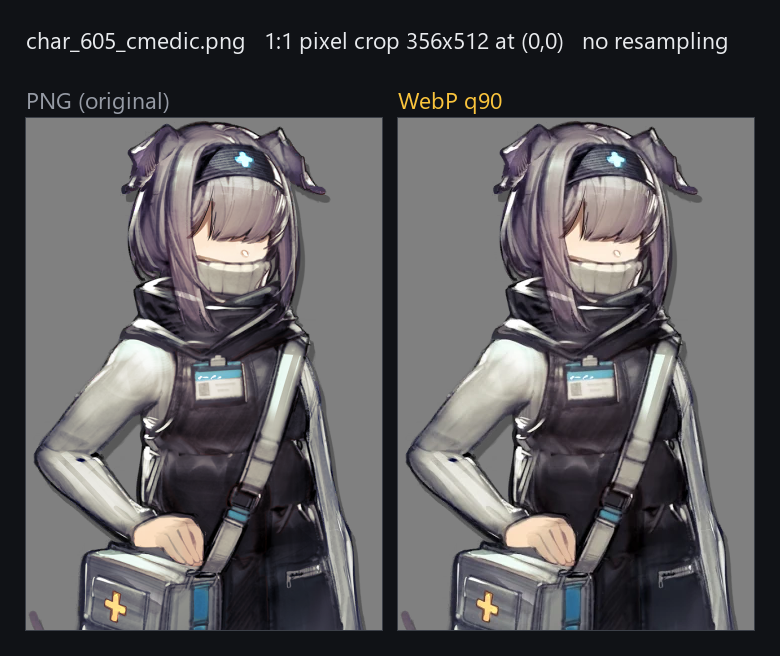 char_605_cmedic.png 1:1 pixel crop 356x512 at (0,0) no resampling
PNG (original)
WebP q90